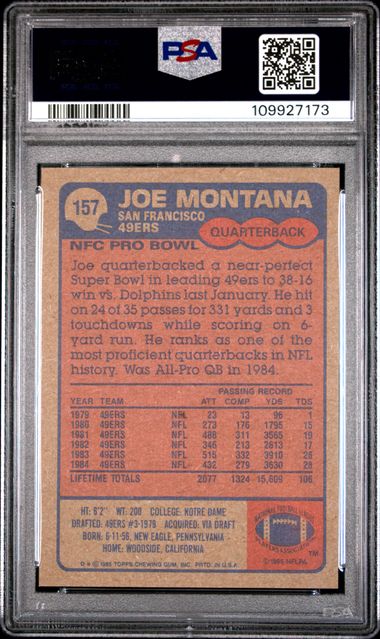 PSA
109927173
157
JOE MONTANA
SAN FRANCISCO
49ERS
QUARTERBACK
NFC PRO BOWL
Joe quarterbacked a near-perfect
Super Bowl in leading 49ers to 38-16
win vs. Dolphins last January. He hit
on 24 of 35 passes for 331 yards and 3
touchdowns while scoring on 6-
yard run. He ranks as one of the
most proficient quarterbacks in NFL
history. Was All-Pro QB in 1984.
PASSING RECORD
YEAR TEAM ATT COMP YDS TDS
1979 49ERS NFL 23 13 96 1
1980 49ERS NFL 273 176 1795 15
1981 49ERS NFL 488 311 3565 19
1982 49ERS NFL 346 213 2613 17
1983 49ERS NFL 515 332 3910 26
1984 49ERS NFL 432 279 3630 28
LIFETIME TOTALS 2077 1324 15,609 106
HT: 6'2" WT: 200 COLLEGE: NOTRE DAME
DRAFTED: 49ERS #3-1979 ACQUIRED: VIA DRAFT
BORN: 6-11-56, NEW EAGLE, PENNSYLVANIA
HOME: WOODSIDE, CALIFORNIA
© 1985 TOPPS CHEWING GUM, INC. PRTD. IN U.S.A.
NATIONAL FOOTBALL LEAGUE
PLAYERS ASSOCIATION
TM
© 1985 NFLPA
PSA